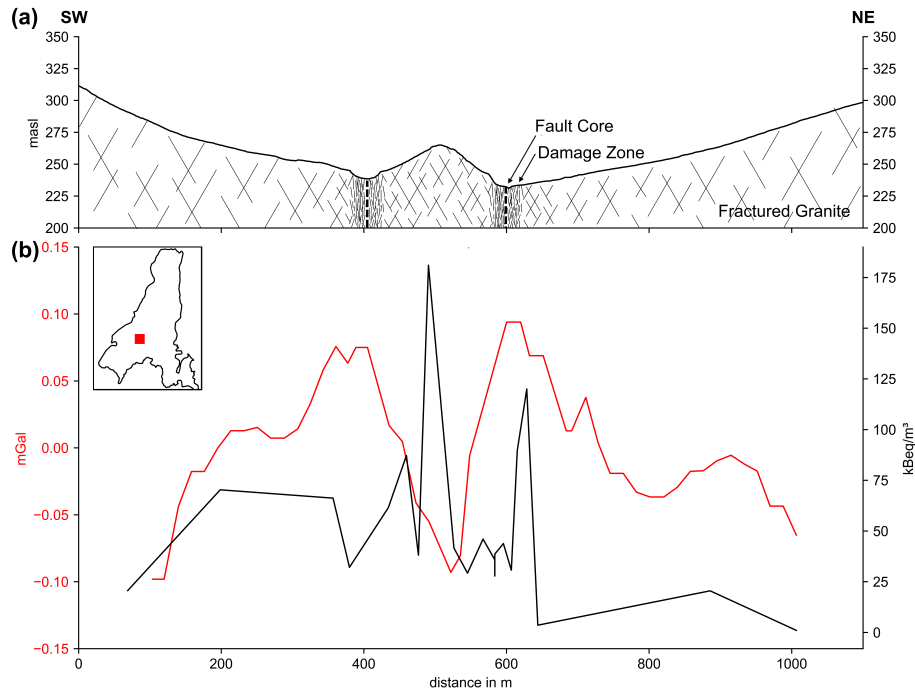 (a) SW NE
350 350
325 325
300 300
275 275
250 250
225 225
200 200
masl
Fault Core
Damage Zone
Fractured Granite
(b)
0.15
0.10
0.05
0.00
−0.05
−0.10
−0.15
mGal
175
150
125
100
75
50
25
0
kBeq/m³
0 200 400 600 800 1000
distance in m